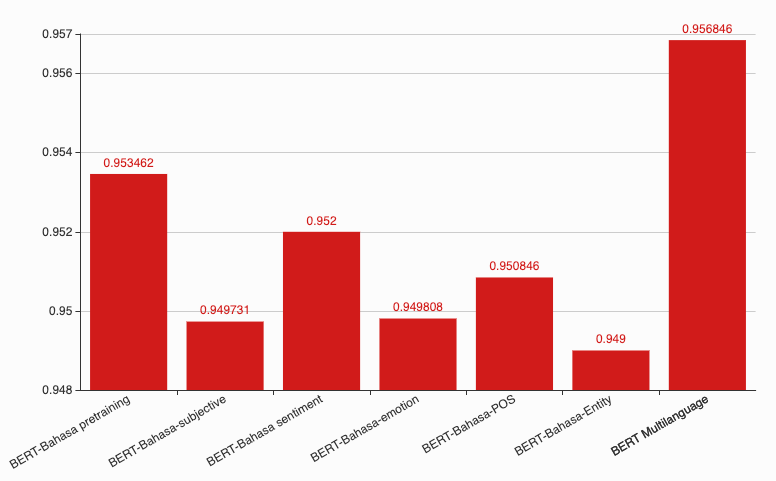 0.957
0.956
0.954
0.952
0.95
0.948
0.953462
0.949731
0.952
0.949808
0.950846
0.949
0.956846
BERT-Bahasa pretraining
BERT-Bahasa-subjective
BERT-Bahasa sentiment
BERT-Bahasa-emotion
BERT-Bahasa-POS
BERT-Bahasa-Entity
BERT Multilanguage